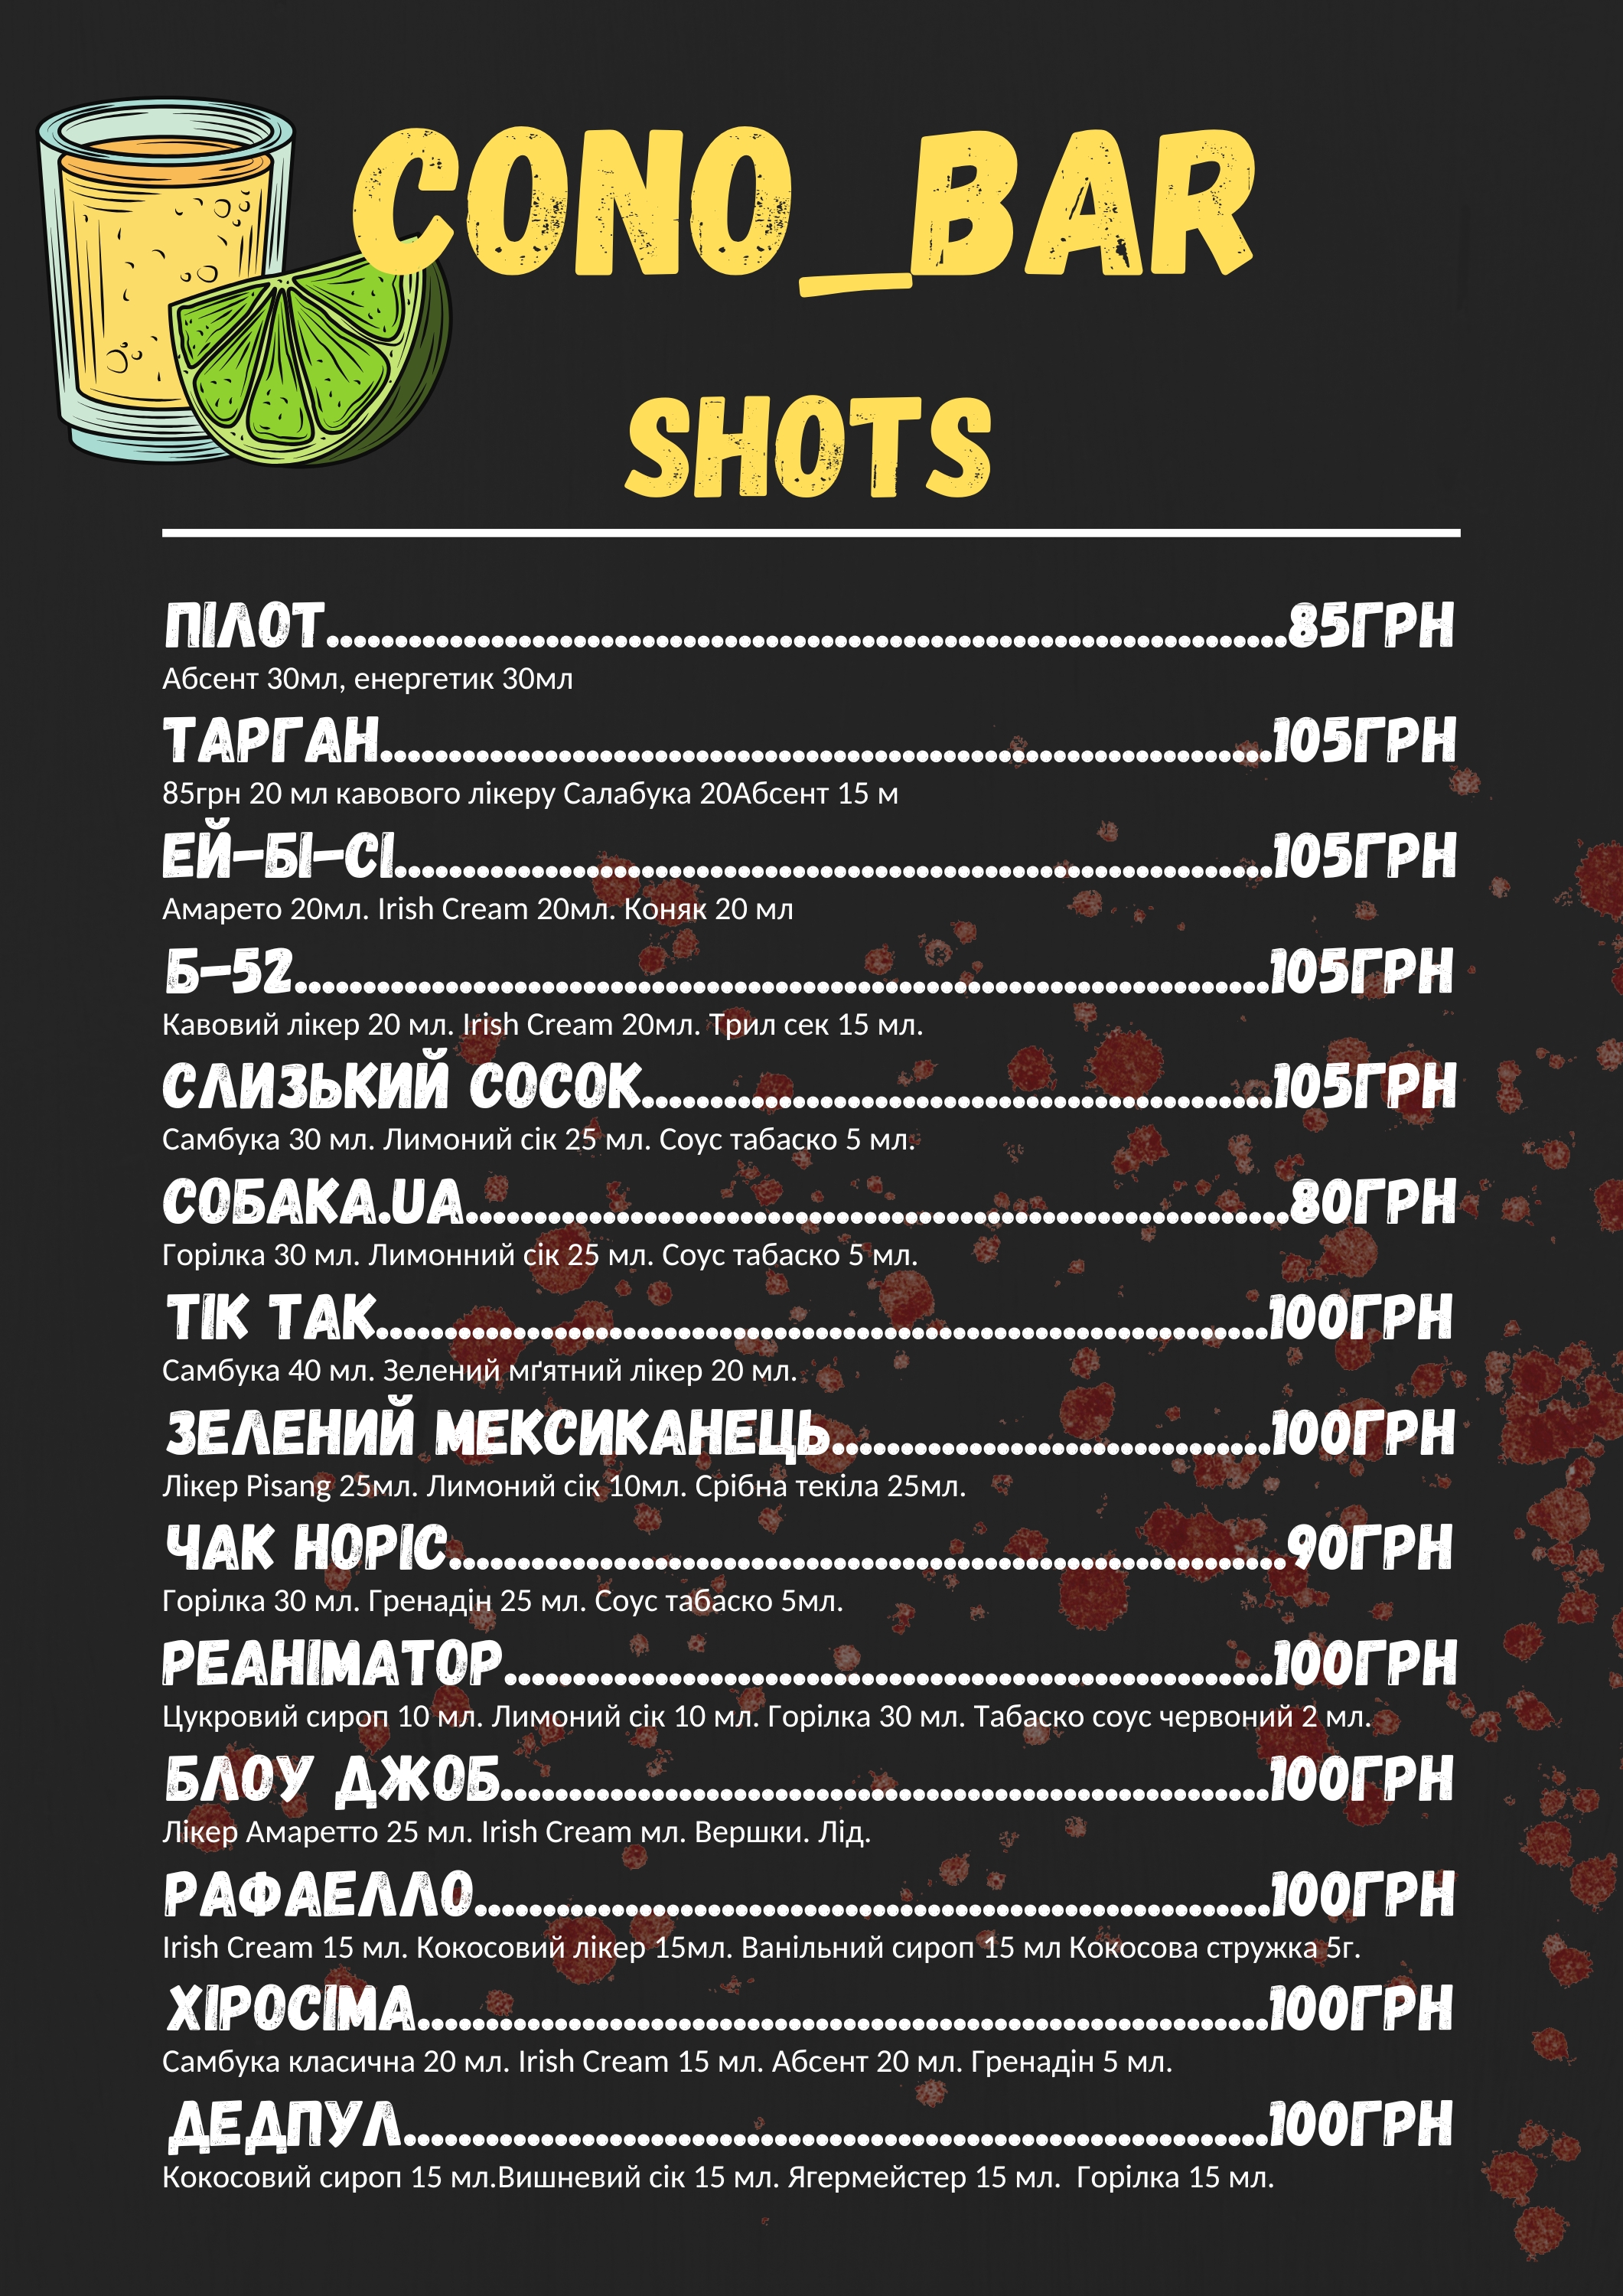 CONO_BAR
SHOTS
ПІЛОТ........................................................................85ГРН
Абсент 30мл, енергетик 30мл
ТАРГАН..................................................................105ГРН
85грн 20 мл кавового лікеру Салабука 20Абсент 15 м
ЕЙ-БІ-СІ.................................................................105ГРН
Амарето 20мл. Irish Cream 20мл. Коняк 20 мл
Б-52........................................................................105ГРН
Кавовий лікер 20 мл. Irish Cream 20мл. Трил сек 15 мл.
СЛИЗЬКИЙ СОСОК...............................................105ГРН
Самбука 30 мл. Лимоний сік 25 мл. Соус табаско 5 мл.
СОБАКА.UA.............................................................80ГРН
Горілка 30 мл. Лимонний сік 25 мл. Соус табаско 5 мл.
ТІК ТАК..................................................................100ГРН
Самбука 40 мл. Зелений мґятний лікер 20 мл.
ЗЕЛЕНИЙ МЕКСИКАНЕЦЬ................................100ГРН
Лікер Pisang 25мл. Лимоний сік 10мл. Срібна текіла 25мл.
ЧАК НОРІС..............................................................90ГРН
Горілка 30 мл. Гренадін 25 мл. Соус табаско 5мл.
РЕАНІМАТОР.........................................................100ГРН
Цукровий сироп 10 мл. Лимоний сік 10 мл. Горілка 30 мл. Табаско соус червоний 2 мл.
БЛОУ ДЖОБ.........................................................100ГРН
Лікер Амаретто 25 мл. Irish Cream мл. Вершки. Лід.
РАФАЕЛЛО...........................................................100ГРН
Irish Cream 15 мл. Кокосовий лікер 15мл. Ванільний сироп 15 мл Кокосова стружка 5г.
ХІРОСІМА...............................................................100ГРН
Самбука класична 20 мл. Irish Cream 15 мл. Абсент 20 мл. Гренадін 5 мл.
ДЕДПУЛ................................................................100ГРН
Кокосовий сироп 15 мл.Вишневий сік 15 мл. Ягермейстер 15 мл.  Горілка 15 мл.